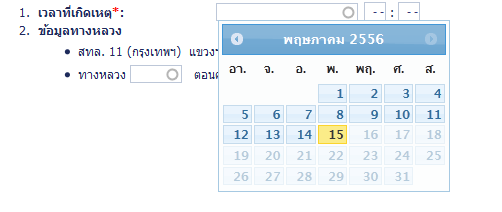 1. เวลาที่เกิดเหตุ*: -- : --
2. ข้อมูลทางหลวง
• สทล. 11 (กรุงเทพฯ) แขวงฯ
• ทางหลวง ตอนค
พฤษภาคม 2556
อา. จ. อ. พ. พฤ. ศ. ส.
1 2 3 4
5 6 7 8 9 10 11
12 13 14 15 16 17 18
19 20 21 22 23 24 25
26 27 28 29 30 31